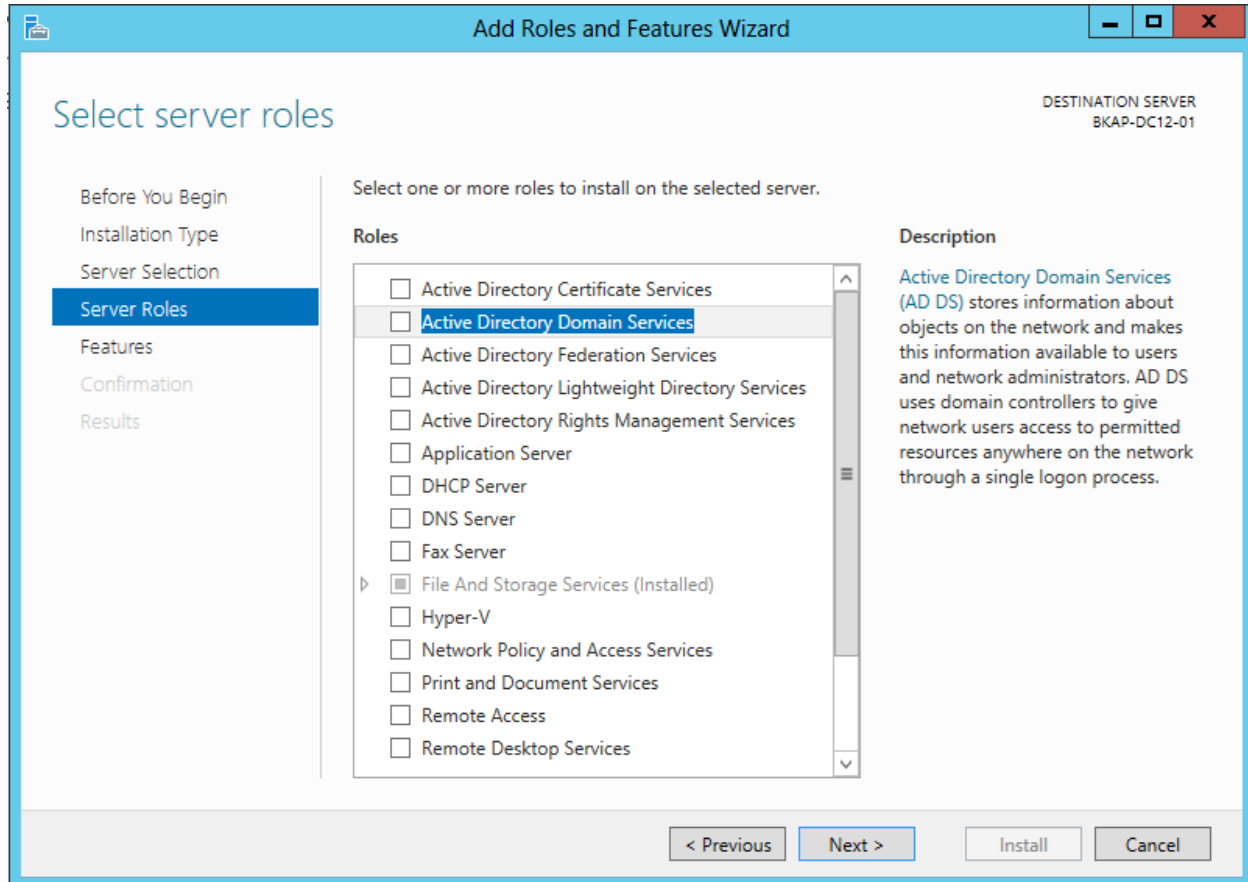 Add Roles and Features Wizard
Select server roles
DESTINATION SERVER
BKAP-DC12-01
Before You Begin
Installation Type
Server Selection
Server Roles
Features
Confirmation
Results
Select one or more roles to install on the selected server.
Roles
Active Directory Certificate Services
Active Directory Domain Services
Active Directory Federation Services
Active Directory Lightweight Directory Services
Active Directory Rights Management Services
Application Server
DHCP Server
DNS Server
Fax Server
File And Storage Services (Installed)
Hyper-V
Network Policy and Access Services
Print and Document Services
Remote Access
Remote Desktop Services
Description
Active Directory Domain Services
(AD DS) stores information about
objects on the network and makes
this information available to users
and network administrators. AD DS
uses domain controllers to give
network users access to permitted
resources anywhere on the network
through a single logon process.
< Previous
Next >
Install
Cancel